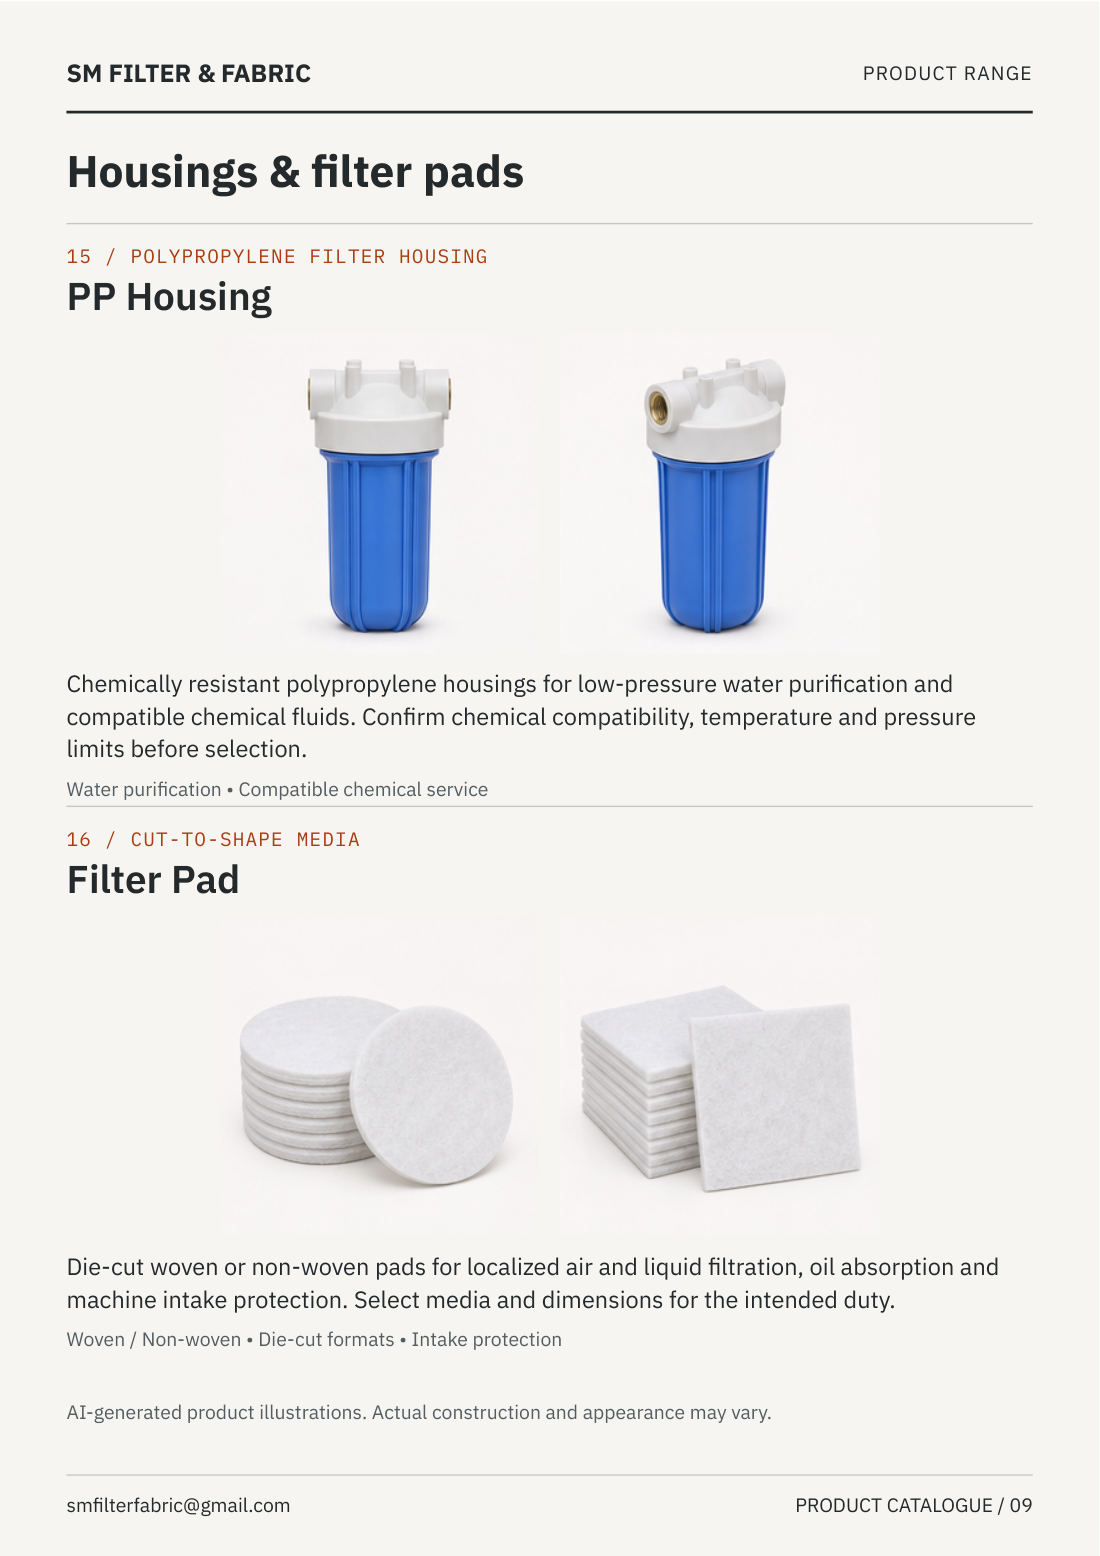 SM FILTER & FABRIC
PRODUCT RANGE
Housings & filter pads
15 / POLYPROPYLENE FILTER HOUSING
PP Housing
Chemically resistant polypropylene housings for low-pressure water purification and
compatible chemical fluids. Confirm chemical compatibility, temperature and pressure
limits before selection.
Water purification • Compatible chemical service
16 / CUT-TO-SHAPE MEDIA
Filter Pad
Die-cut woven or non-woven pads for localized air and liquid filtration, oil absorption and
machine intake protection. Select media and dimensions for the intended duty.
Woven / Non-woven • Die-cut formats • Intake protection
AI-generated product illustrations. Actual construction and appearance may vary.
smfilterfabric@gmail.com
PRODUCT CATALOGUE / 09